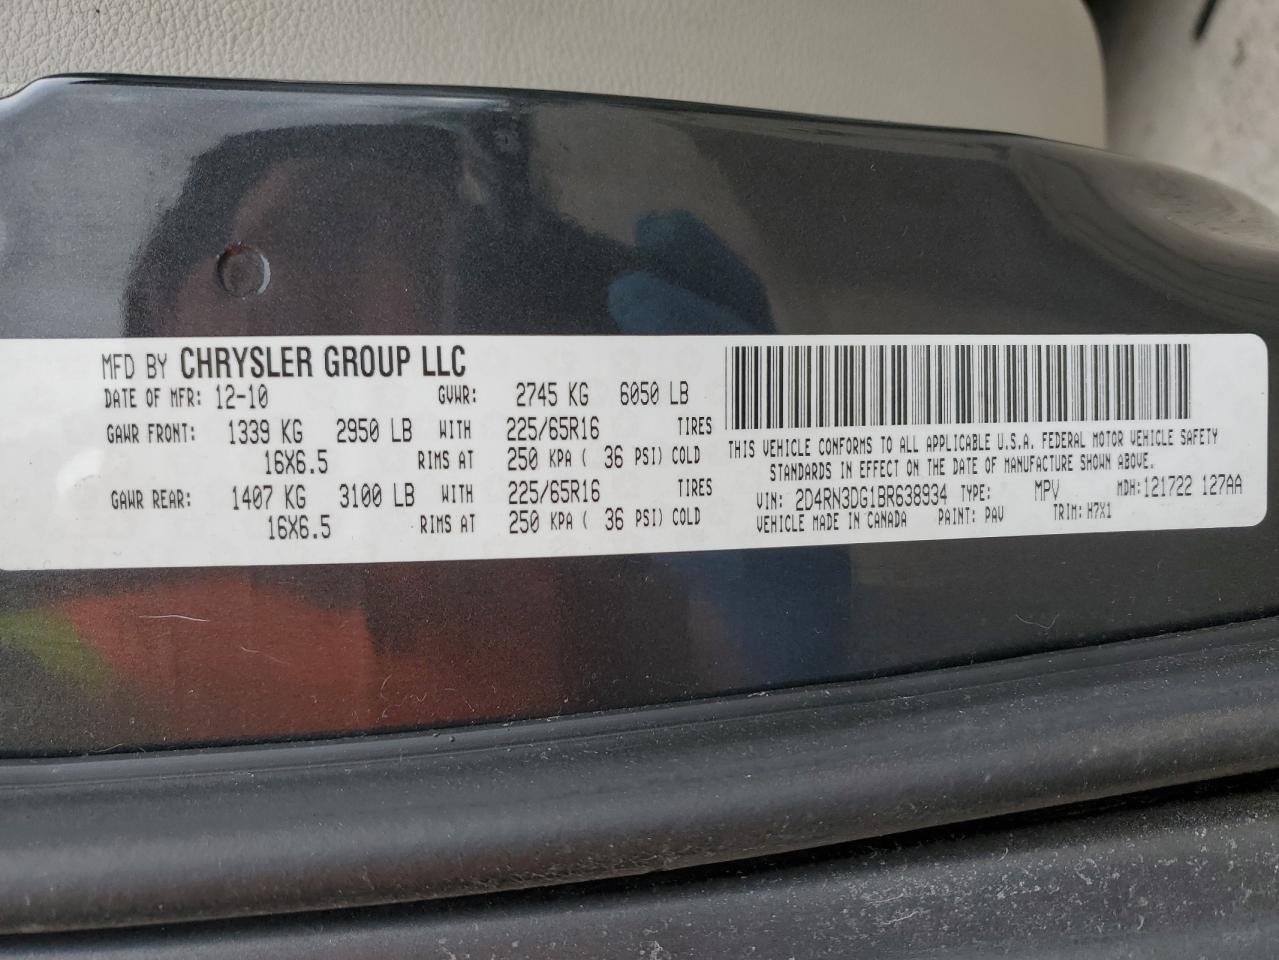 MFD BY CHRYSLER GROUP LLC
DATE OF MFR: 12-10 GVWR: 2745 KG 6050 LB
GAWR FRONT: 1339 KG 2950 LB WITH 225/65R16 TIRES
16X6.5 RIMS AT 250 KPA ( 36 PSI) COLD
GAWR REAR: 1407 KG 3100 LB WITH 225/65R16 TIRES
16X6.5 RIMS AT 250 KPA ( 36 PSI) COLD
THIS VEHICLE CONFORMS TO ALL APPLICABLE U.S.A. FEDERAL MOTOR VEHICLE SAFETY
STANDARDS IN EFFECT ON THE DATE OF MANUFACTURE SHOWN ABOVE.
VIN: 2D4RN3DG1BR638934 TYPE: MPV MDH: 121722 127AA
VEHICLE MADE IN CANADA PAINT: PAV TRIM: H7X1